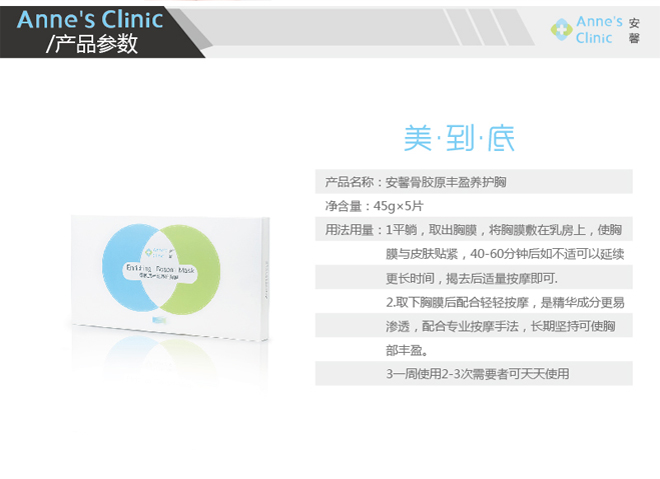 Anne's Clinic
/产品参数
Anne's 安
Clinic 馨
美·到·底
产品名称：安馨骨胶原丰盈养护胸
净含量：45g×5片
用法用量：1平躺，取出胸膜，将胸膜敷在乳房上，使胸
膜与皮肤贴紧，40-60分钟后如不适可以延续
更长时间，揭去后适量按摩即可.
2.取下胸膜后配合轻轻按摩，是精华成分更易
渗透，配合专业按摩手法，长期坚持可使胸
部丰盈。
3一周使用2-3次需要者可天天使用
Mask